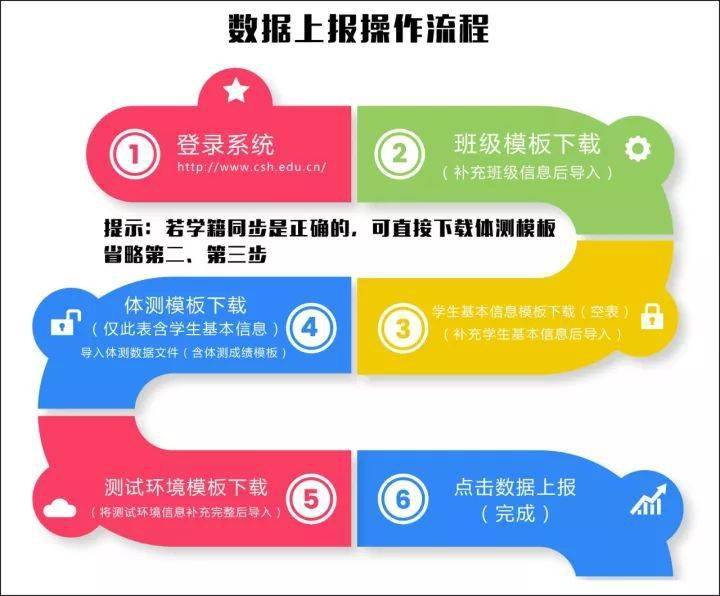 数据上报操作流程
1
登录系统
http://www.csh.edu.cn/
2
班级模板下载
（补充班级信息后导入）
提示：若学籍同步是正确的，可直接下载体测模板
省略第二、第三步
3
学生基本信息模板下载（空表）
（补充学生基本信息后导入）
4
体测模板下载
（仅此表含学生基本信息）
导入体测数据文件（含体测成绩模板）
5
测试环境模板下载
（将测试环境信息补充完整后导入）
6
点击数据上报
（完成）